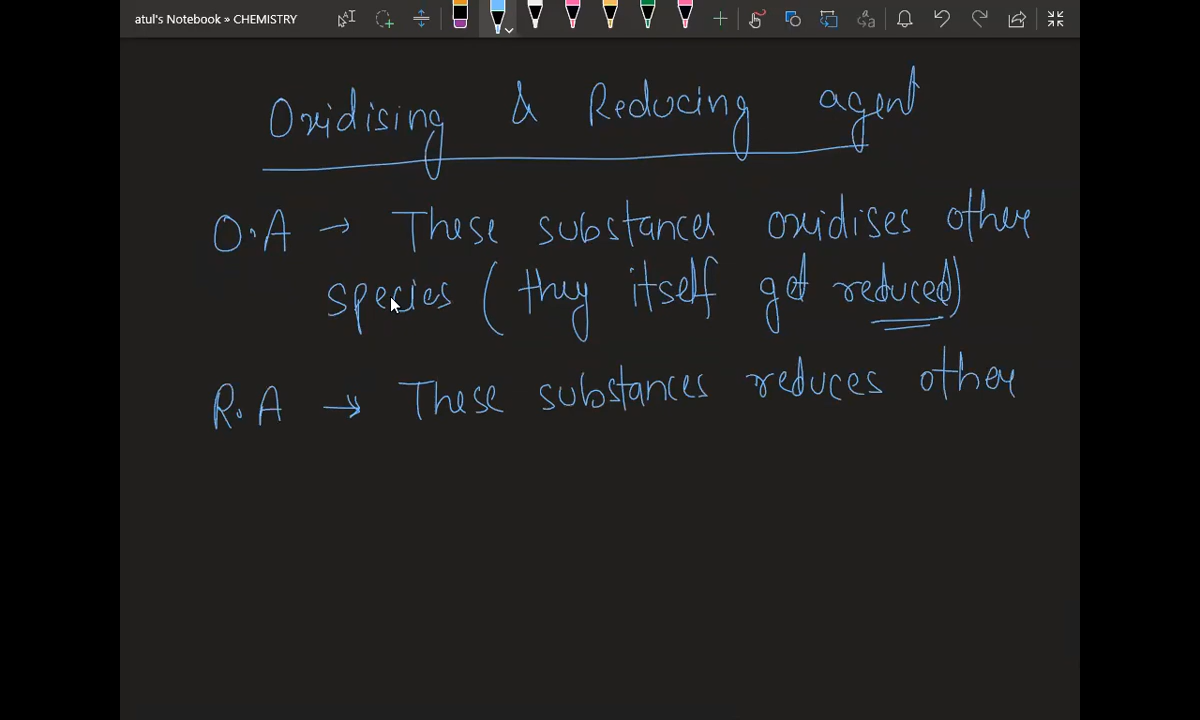 atul's Notebook » CHEMISTRY
Oxidising & Reducing agent
O.A → These substances oxidises other
species (they itself get reduced)
R.A → These substances reduces other